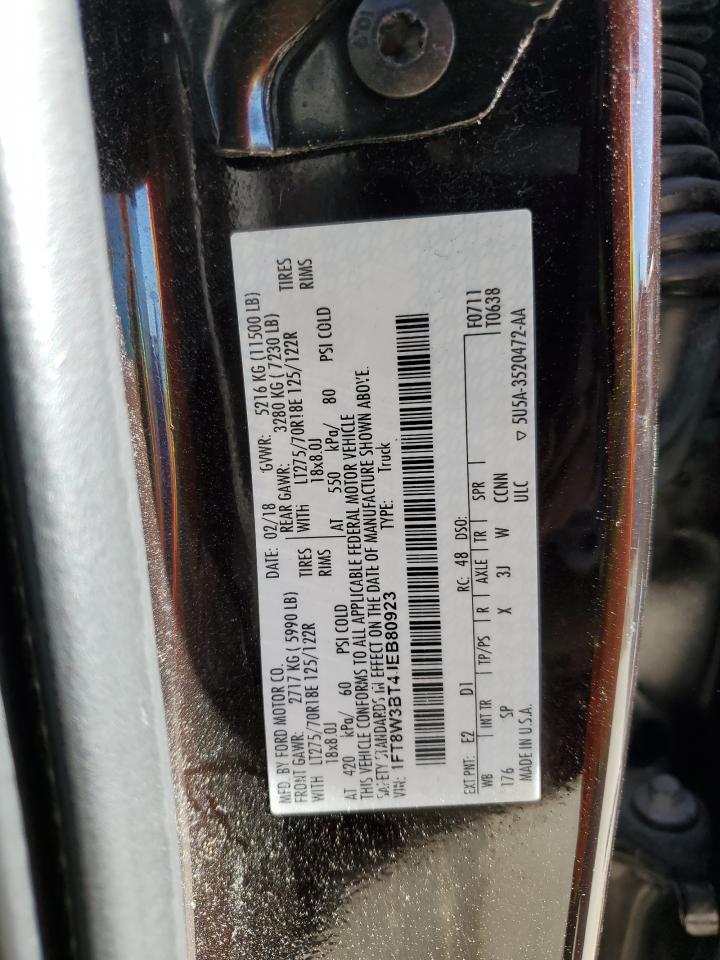 MFD. BY FORD MOTOR CO.
DATE: 02/18 GVWR: 5216 KG (11500 LB)
FRONT GAWR: 2717 KG ( 5990 LB) REAR GAWR: 3280 KG ( 7230 LB)
WITH LT275/70R18E 125/122R TIRES WITH LT275/70R18E 125/122R TIRES
18x8.0J RIMS 18x8.0J RIMS
AT 420 kPa/ 60 PSI COLD AT 550 kPa/ 80 PSI COLD
THIS VEHICLE CONFORMS TO ALL APPLICABLE FEDERAL MOTOR VEHICLE
SAFETY STANDARDS IN EFFECT ON THE DATE OF MANUFACTURE SHOWN ABOVE.
VIN: 1FT8W3BT4JEB80923 TYPE: Truck
F0711
T0638
EXT PNT: E2 D1 RC: 48 DSO:
WB INT TR TP/PS R AXLE TR SPR
176 SP X 3J W CCNN
MADE IN U.S.A. ULC ▽ 5U5A-3520472-AA
10.9